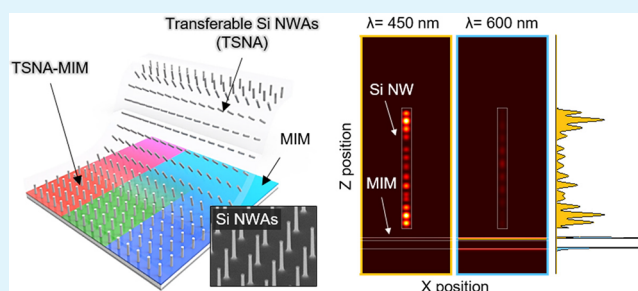 Transferable Si NWAs
(TSNA)
TSNA-MIM
MIM
Si NWAs
λ= 450 nm
λ= 600 nm
Si NW
MIM
Z position
X position